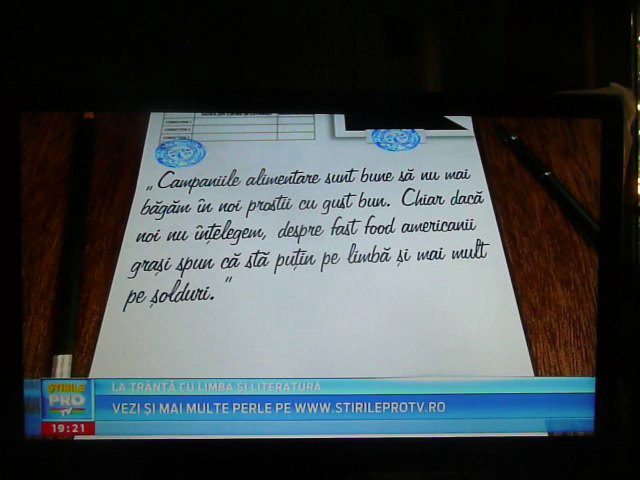 „Campaniile alimentare sunt bune să nu mai
băgăm în noi prostii cu gust bun. Chiar dacă
noi nu înțelegem, despre fast food americanii
grași spun că stă puțin pe limbă și mai mult
pe șolduri.”
LA TRÂNTĂ CU LIMBA ȘI LITERATURA
VEZI ȘI MAI MULTE PERLE PE WWW.STIRILEPROTV.RO
ȘTIRILE
PRO
TV
19:21